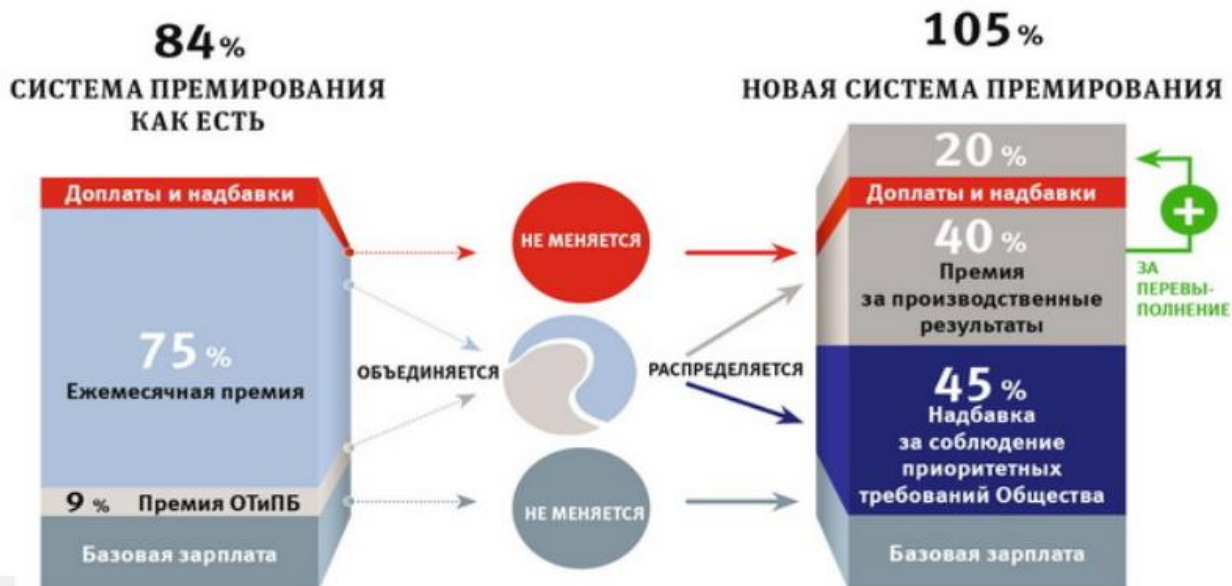 84%
СИСТЕМА ПРЕМИРОВАНИЯ
КАК ЕСТЬ
Доплаты и надбавки
75 %
Ежемесячная премия
9 % Премия ОТиПБ
Базовая зарплата
НЕ МЕНЯЕТСЯ
ОБЪЕДИНЯЕТСЯ
РАСПРЕДЕЛЯЕТСЯ
НЕ МЕНЯЕТСЯ
105%
НОВАЯ СИСТЕМА ПРЕМИРОВАНИЯ
20 %
Доплаты и надбавки
40 %
Премия
за производственные
результаты
45 %
Надбавка
за соблюдение
приоритетных
требований Общества
Базовая зарплата
+
ЗА
ПЕРЕВЫ-
ПОЛНЕНИЕ